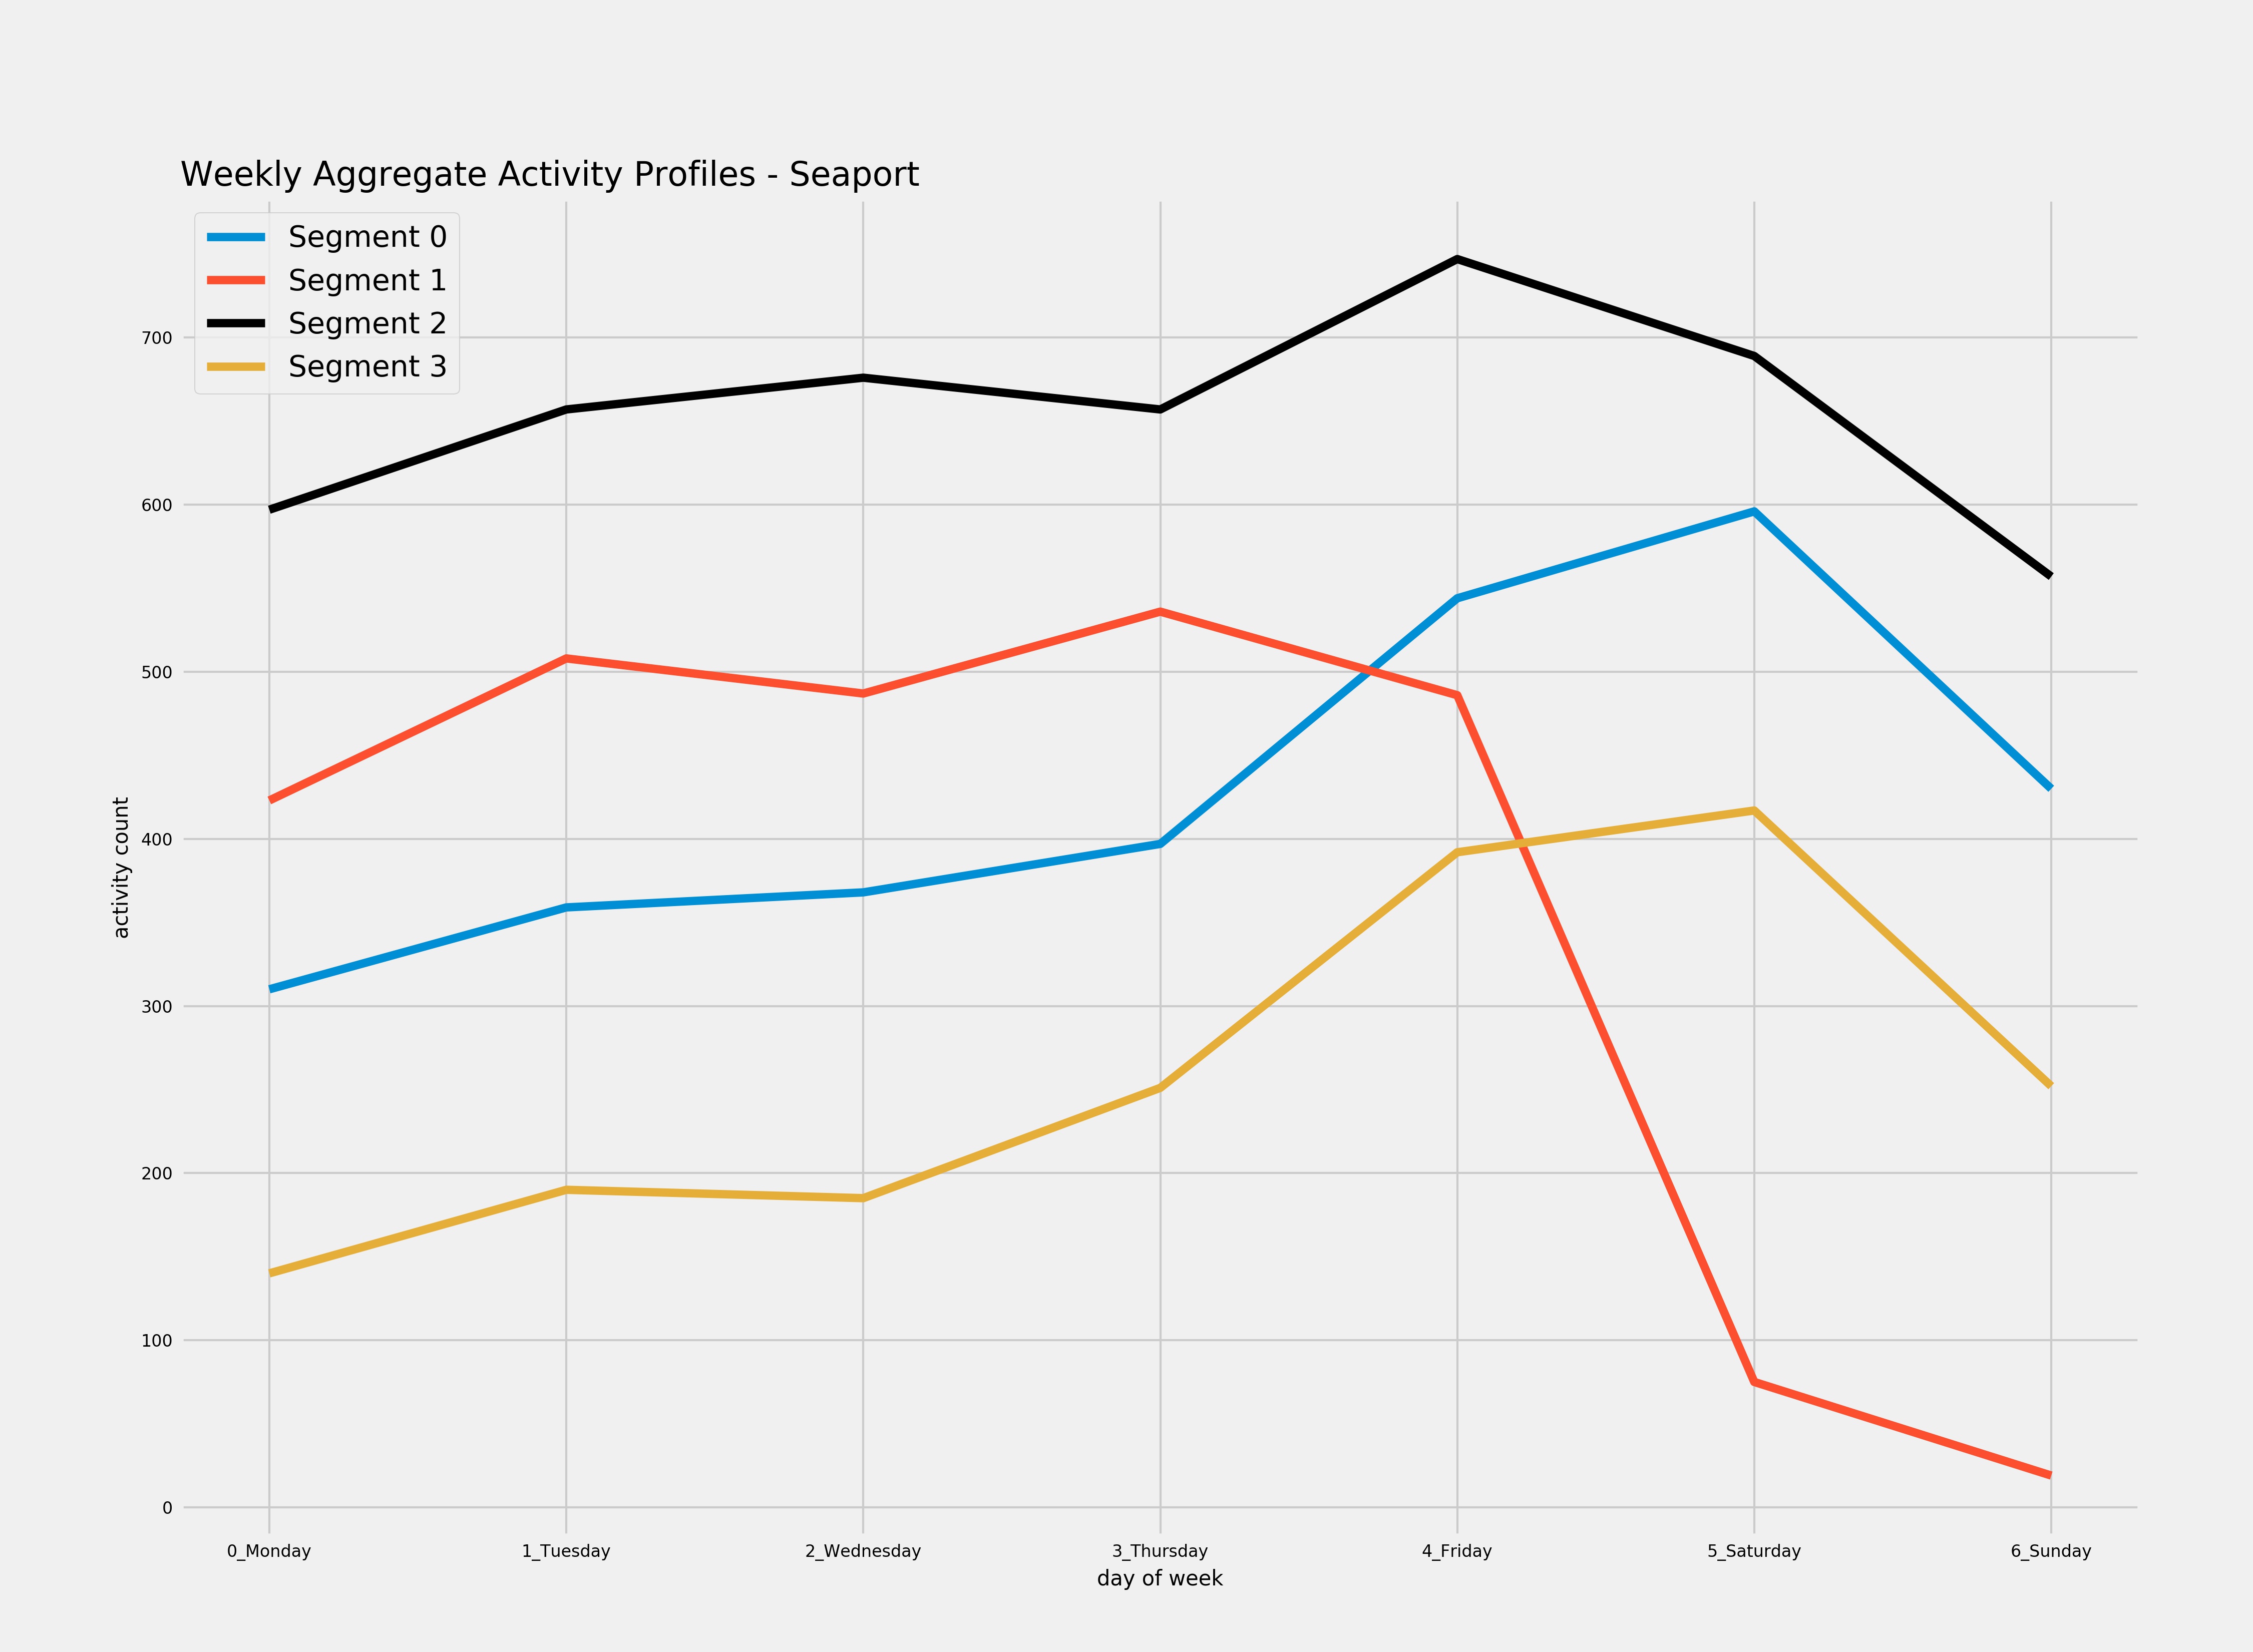 Weekly Aggregate Activity Profiles - Seaport
Segment 0
Segment 1
Segment 2
Segment 3
700
600
500
400
300
200
100
0
activity count
0_Monday 1_Tuesday 2_Wednesday 3_Thursday 4_Friday 5_Saturday 6_Sunday
day of week